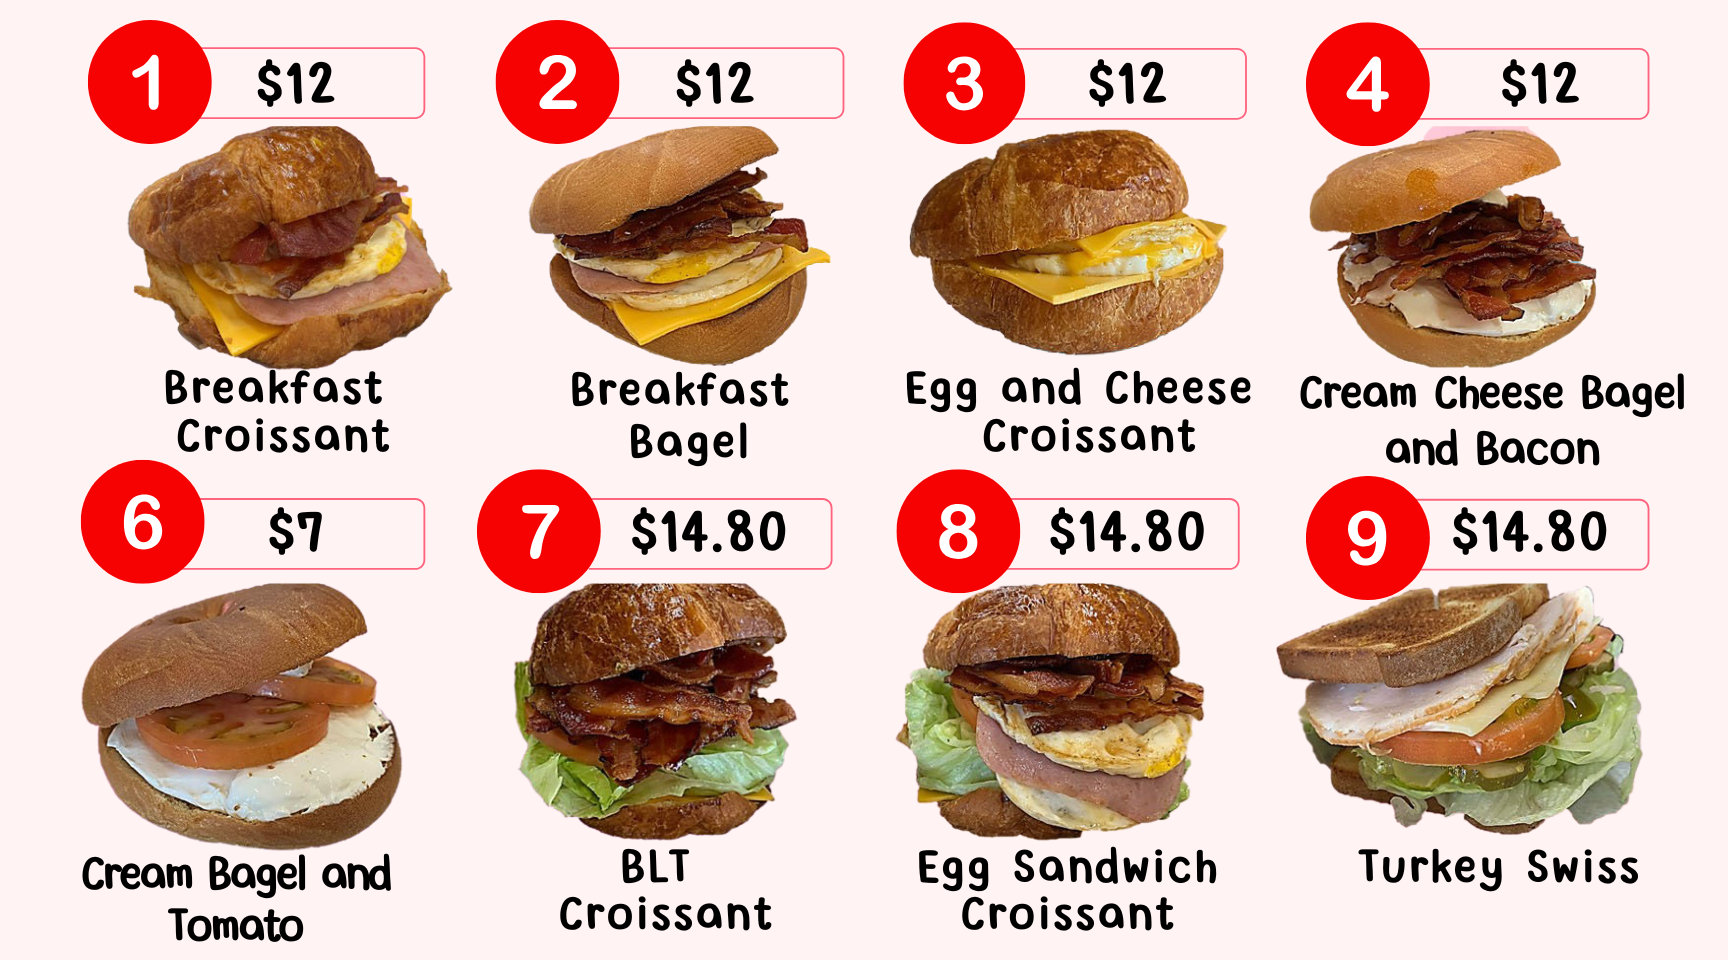 1 $12
2 $12
3 $12
4 $12
Breakfast
Croissant
Breakfast
Bagel
Egg and Cheese
Croissant
Cream Cheese Bagel
and Bacon
6 $7
7 $14.80
8 $14.80
9 $14.80
Cream Bagel and
Tomato
BLT
Croissant
Egg Sandwich
Croissant
Turkey Swiss